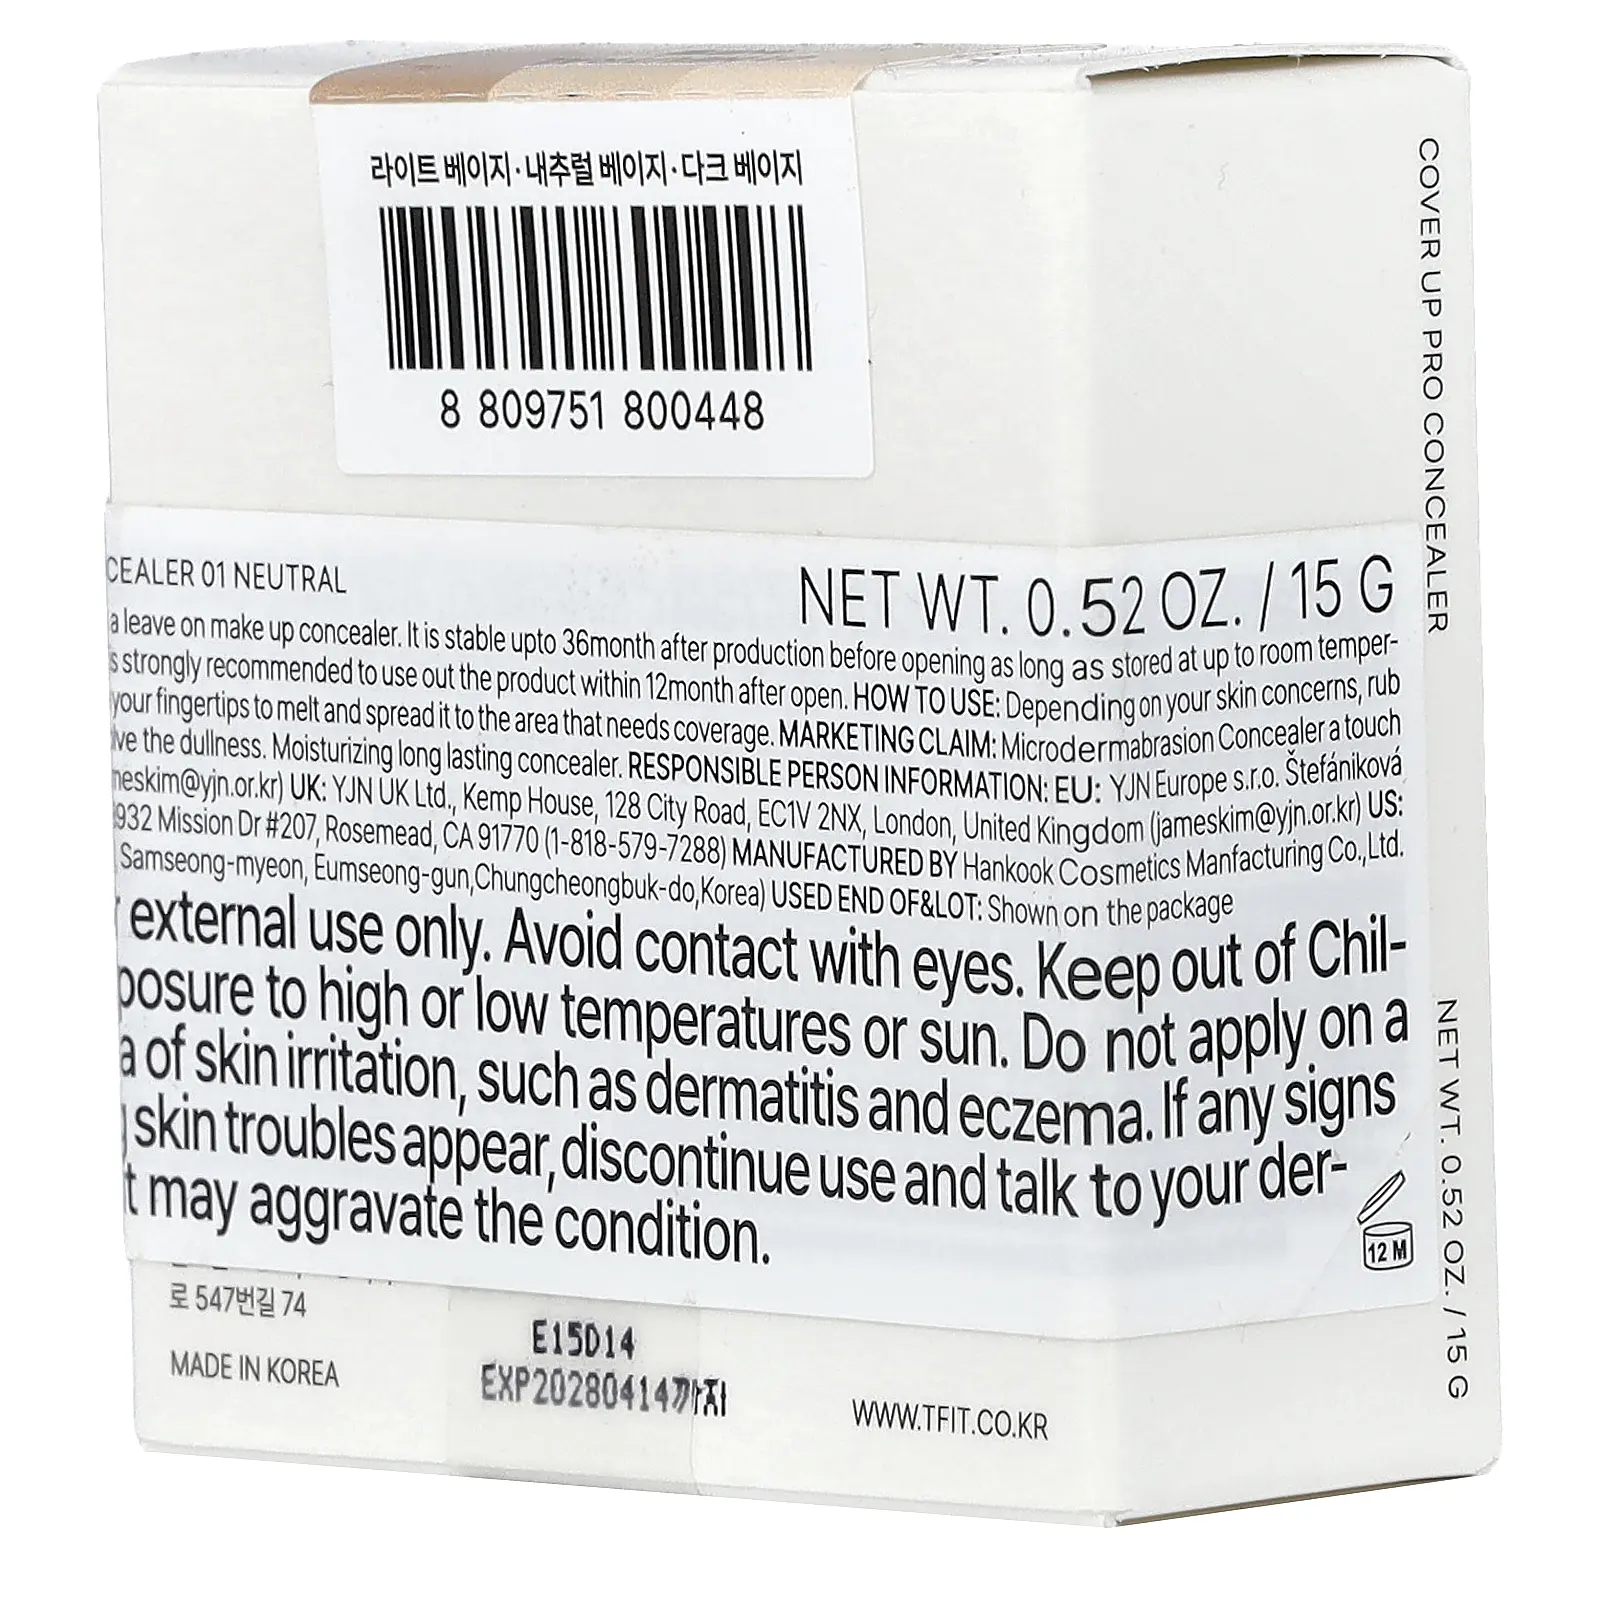 라이트 베이지·내추럴 베이지·다크 베이지
8 809751 800448
CEALER 01 NEUTRAL
NET WT. 0.52 OZ. / 15 G
a leave on make up concealer. It is stable upto 36month after production before opening as long as stored at up to room temper-
s strongly recommended to use out the product within 12month after open. HOW TO USE: Depending on your skin concerns, rub
your fingertips to melt and spread it to the area that needs coverage. MARKETING CLAIM: Microdermabrasion Concealer a touch
lve the dullness. Moisturizing long lasting concealer. RESPONSIBLE PERSON INFORMATION: EU: YJN Europe s.r.o. Štefániková
meskim@yjn.or.kr) UK: YJN UK Ltd., Kemp House, 128 City Road, EC1V 2NX, London, United Kingdom (jameskim@yjn.or.kr) US:
932 Mission Dr #207, Rosemead, CA 91770 (1-818-579-7288) MANUFACTURED BY Hankook Cosmetics Manfacturing Co.,Ltd.
, Samseong-myeon, Eumseong-gun,Chungcheongbuk-do,Korea) USED END OF&LOT: Shown on the package
r external use only. Avoid contact with eyes. Keep out of Chil-
posure to high or low temperatures or sun. Do not apply on a
a of skin irritation, such as dermatitis and eczema. If any signs
g skin troubles appear, discontinue use and talk to your der-
t may aggravate the condition.
12 M
로 547번길 74
MADE IN KOREA
E15D14
EXP20280414까지
WWW.TFIT.CO.KR
COVER UP PRO CONCEALER
NET WT. 0.52 OZ. / 15 G